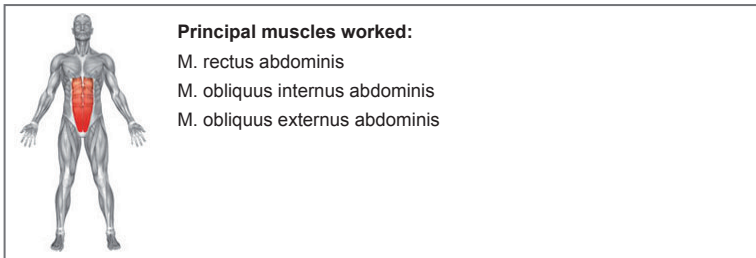 Principal muscles worked:
M. rectus abdominis
M. obliquus internus abdominis
M. obliquus externus abdominis